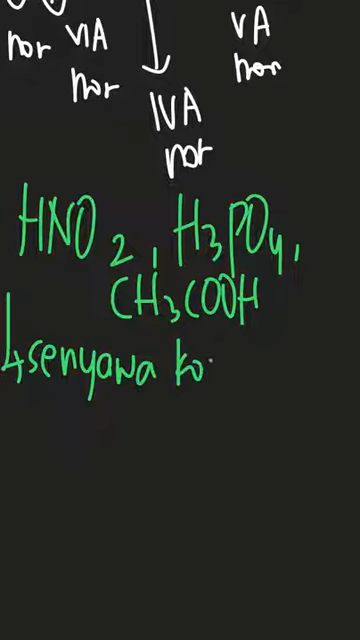 VIA VA
nor nor nor
IVA
nor
HNO2, H3PO4,
CH3COOH
↳senyawa ko